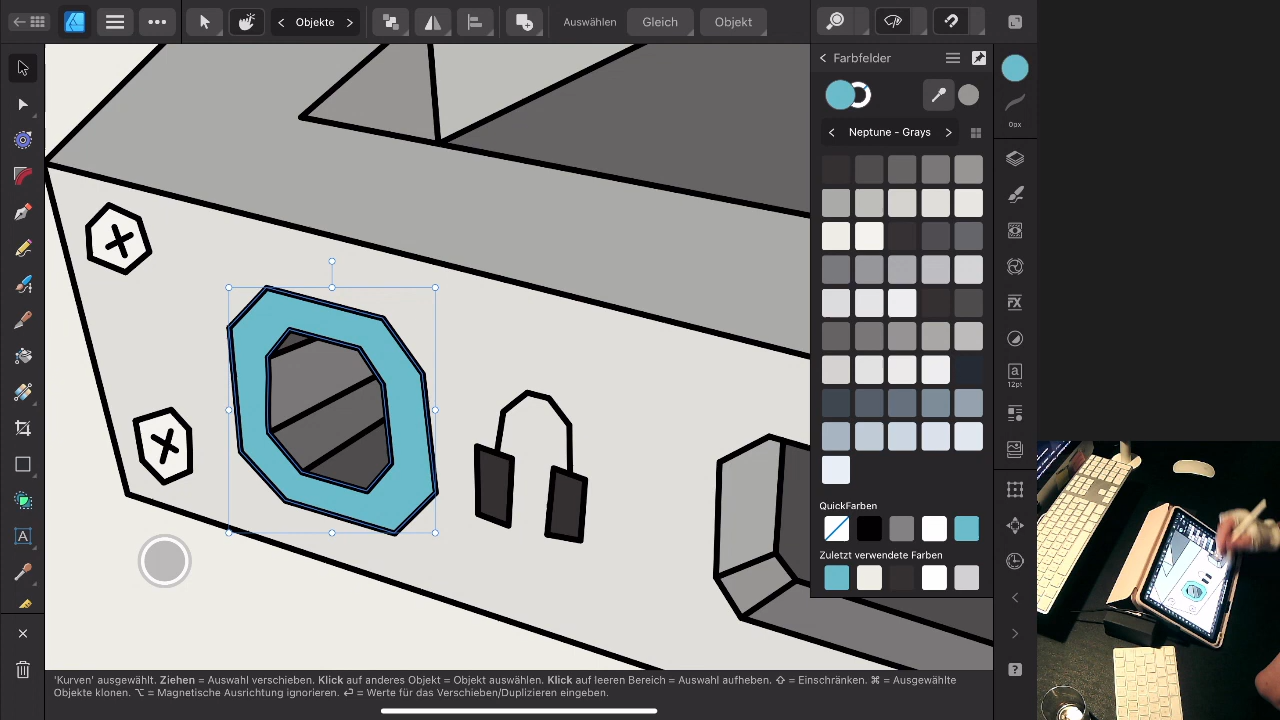 Objekte
Auswählen
Gleich
Objekt
Farbfelder
Neptune - Grays
0px
FX
12pt
QuickFarben
Zuletzt verwendete Farben
'Kurven' ausgewählt. Ziehen = Auswahl verschieben. Klick auf anderes Objekt = Objekt auswählen. Klick auf leeren Bereich = Auswahl aufheben. ⇧ = Einschränken. ⌘ = Ausgewählte
Objekte klonen. ⌥ = Magnetische Ausrichtung ignorieren. ⏎ = Werte für das Verschieben/Duplizieren eingeben.